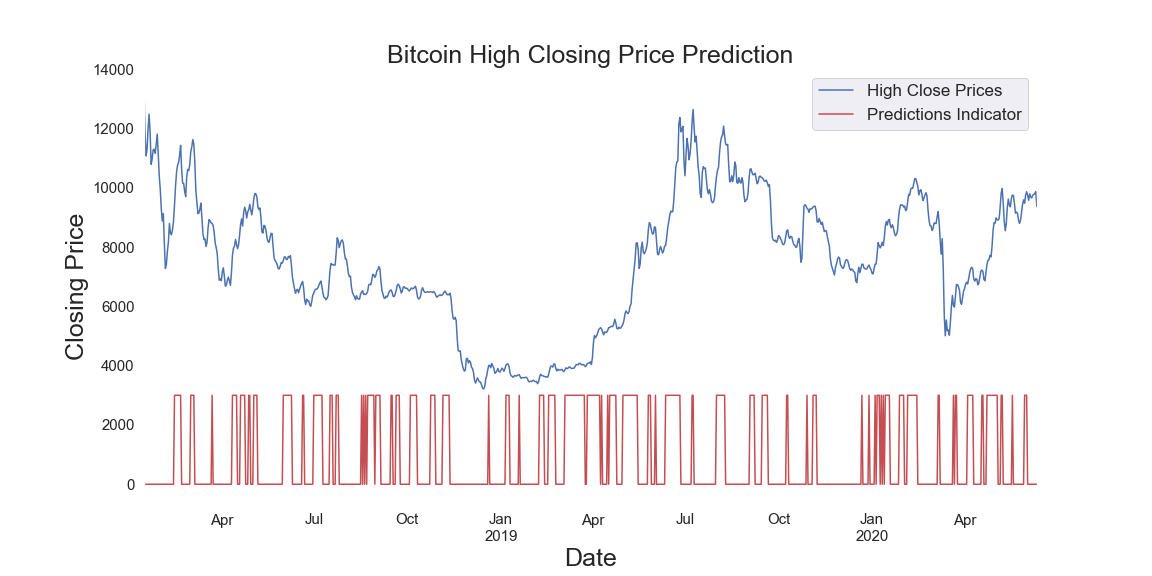 Bitcoin High Closing Price Prediction
14000
12000
10000
8000
6000
4000
2000
0
Closing Price
High Close Prices
Predictions Indicator
Apr
Jul
Oct
Jan
2019
Apr
Jul
Oct
Jan
2020
Apr
Date